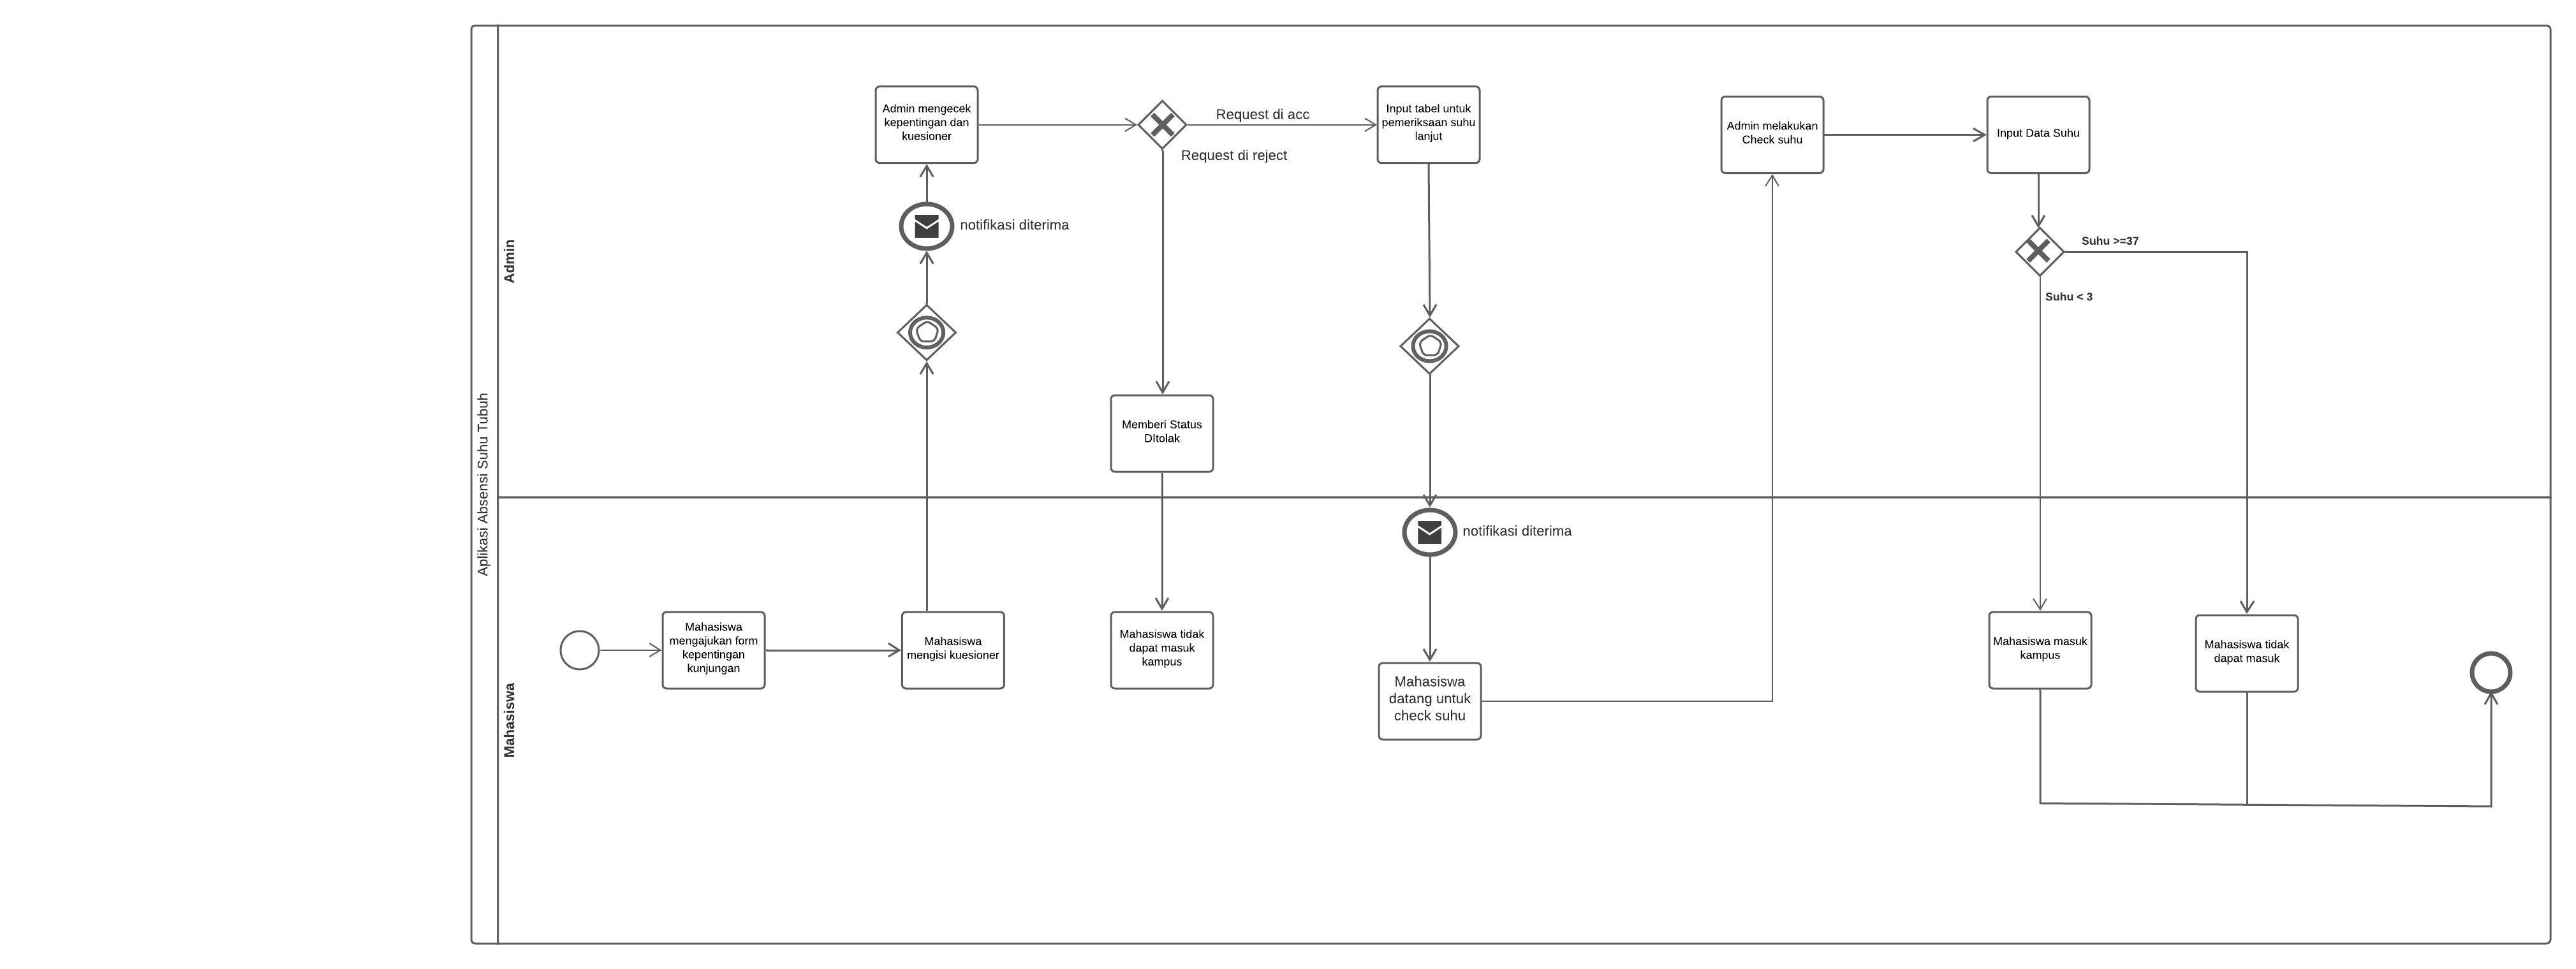 Aplikasi Absensi Suhu Tubuh
Admin
Admin mengecek
kepentingan dan
kuesioner
notifikasi diterima
Request di acc
Request di reject
Input tabel untuk
pemeriksaan suhu
lanjut
Memberi Status
DItolak
Admin melakukan
Check suhu
Input Data Suhu
Suhu >=37
Suhu < 3
Mahasiswa
Mahasiswa
mengajukan form
kepentingan
kunjungan
Mahasiswa
mengisi kuesioner
Mahasiswa tidak
dapat masuk
kampus
notifikasi diterima
Mahasiswa
datang untuk
check suhu
Mahasiswa masuk
kampus
Mahasiswa tidak
dapat masuk